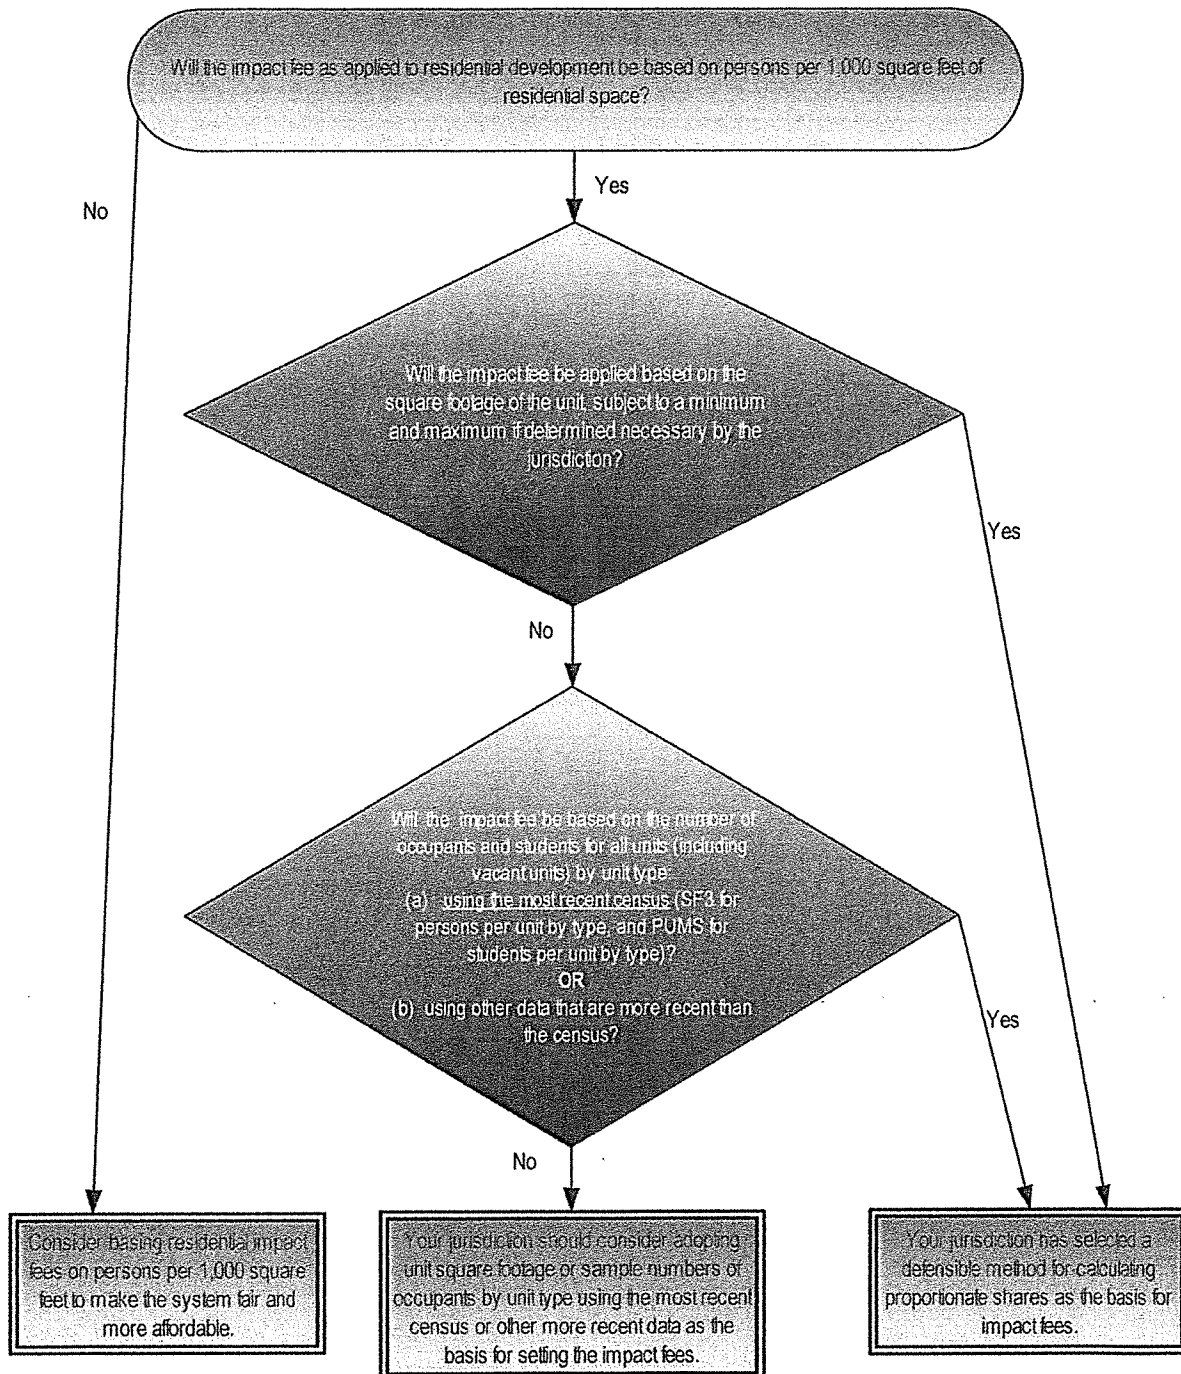 Will the impact fee as applied to residential development be based on persons per 1,000 square feet of
residential space?
No
Yes
Will the impact fee be applied based on the
square footage of the unit, subject to a minimum
and maximum if determined necessary by the
jurisdiction?
Yes
No
Will the impact fee be based on the number of
occupants and students for all units (including
vacant units) by unit type:
(a) using the most recent census (SF3 for
persons per unit by type, and PUMS for
students per unit by type)?
OR
(b) using other data that are more recent than
the census?
Yes
No
Consider basing residential impact
fees on persons per 1,000 square
feet to make the system fair and
more affordable.
Your jurisdiction should consider adopting
unit square footage or sample numbers of
occupants by unit type using the most recent
census or other more recent data as the
basis for setting the impact fees.
Your jurisdiction has selected a
defensible method for calculating
proportionate shares as the basis for
impact fees.